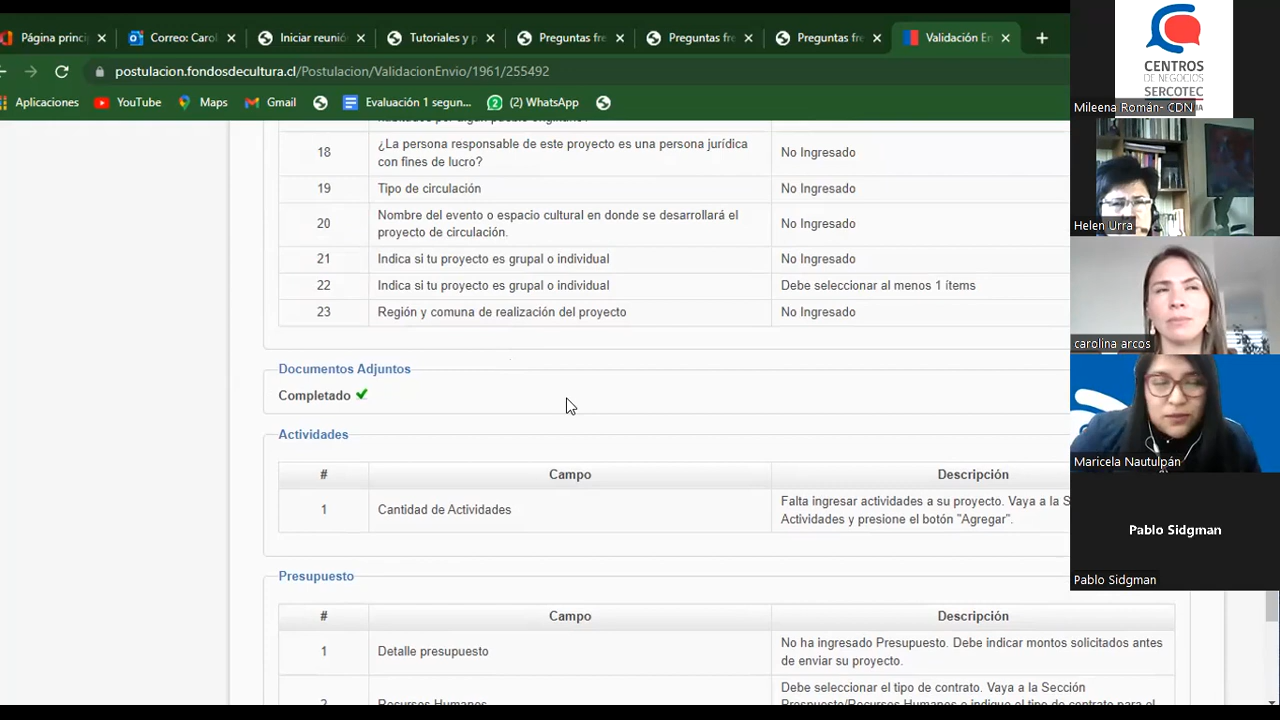 Página princi
Correo: Carol
Iniciar reunió
Tutoriales y p
Preguntas fre
Preguntas fre
Preguntas fre
Validación En
postulacion.fondosdecultura.cl/Postulacion/ValidacionEnvio/1961/255492
Aplicaciones
YouTube
Maps
Gmail
Evaluación 1 segun...
(2) WhatsApp
18
¿La persona responsable de este proyecto es una persona jurídica
con fines de lucro?
No Ingresado
19
Tipo de circulación
No Ingresado
20
Nombre del evento o espacio cultural en donde se desarrollará el
proyecto de circulación.
No Ingresado
21
Indica si tu proyecto es grupal o individual
No Ingresado
22
Indica si tu proyecto es grupal o individual
Debe seleccionar al menos 1 ítems
23
Región y comuna de realización del proyecto
No Ingresado
Documentos Adjuntos
Completado
Actividades
# Campo Descripción
1
Cantidad de Actividades
Falta ingresar actividades a su proyecto. Vaya a la S
Actividades y presione el botón "Agregar".
Presupuesto
# Campo Descripción
1
Detalle presupuesto
No ha ingresado Presupuesto. Debe indicar montos solicitados antes
de enviar su proyecto.
2
Recursos Humanos
Debe seleccionar el tipo de contrato. Vaya a la Sección
CENTROS
DE NEGOCIOS
SERCOTEC
Mileena Román- CDN
Helen Urra
carolina arcos
Maricela Nautulpán
Pablo Sidgman
Pablo Sidgman